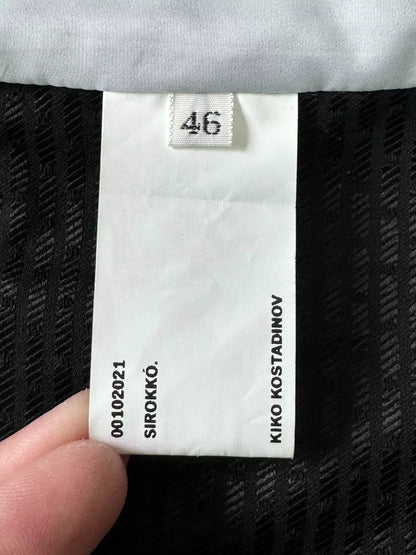 46
00102021
SIROKKÓ.
KIKO KOSTADINOV